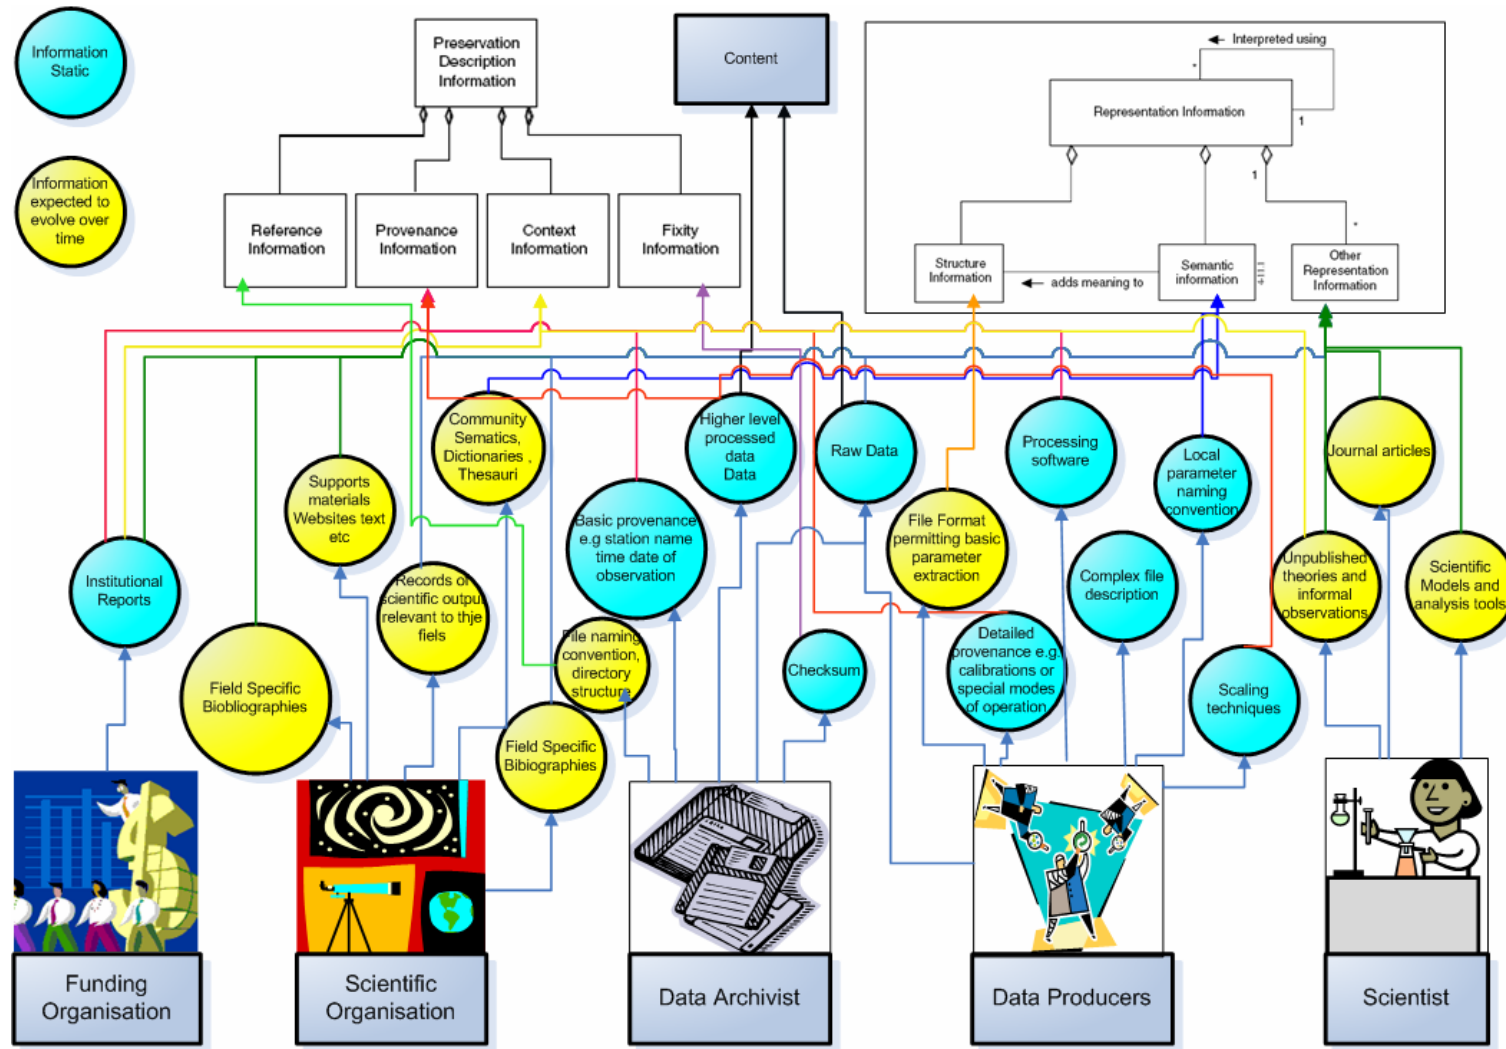 Information
Static
Information
expected to
evolve over
time
Preservation
Description
Information
Content
Interpreted using
*
Representation Information
1
1
*
Reference
Information
Provenance
Information
Context
Information
Fixity
Information
Structure
Information
adds meaning to
Semantic
information
4-11.1
Other
Representation
Information
Community
Sematics,
Dictionaries ,
Thesauri
Higher level
processed
data
Data
Raw Data
Processing
software
Local
parameter
naming
convention
Journal articles
Supports
materials
Websites text
etc
Basic provenance
e.g station name
time date of
observation
File Format
permitting basic
parameter
extraction
Institutional
Reports
Records of
scientific output
relevant to thje
fiels
Complex file
description
Unpublished
theories and
informal
observations
Scientific
Models and
analysis tools
Field Specific
Biobliographies
File naming
convention,
directory
structure
Checksum
Detailed
provenance e.g.
calibrations or
special modes
of operation
Scaling
techniques
Field Specific
Bibiographies
Funding
Organisation
Scientific
Organisation
Data Archivist
Data Producers
Scientist